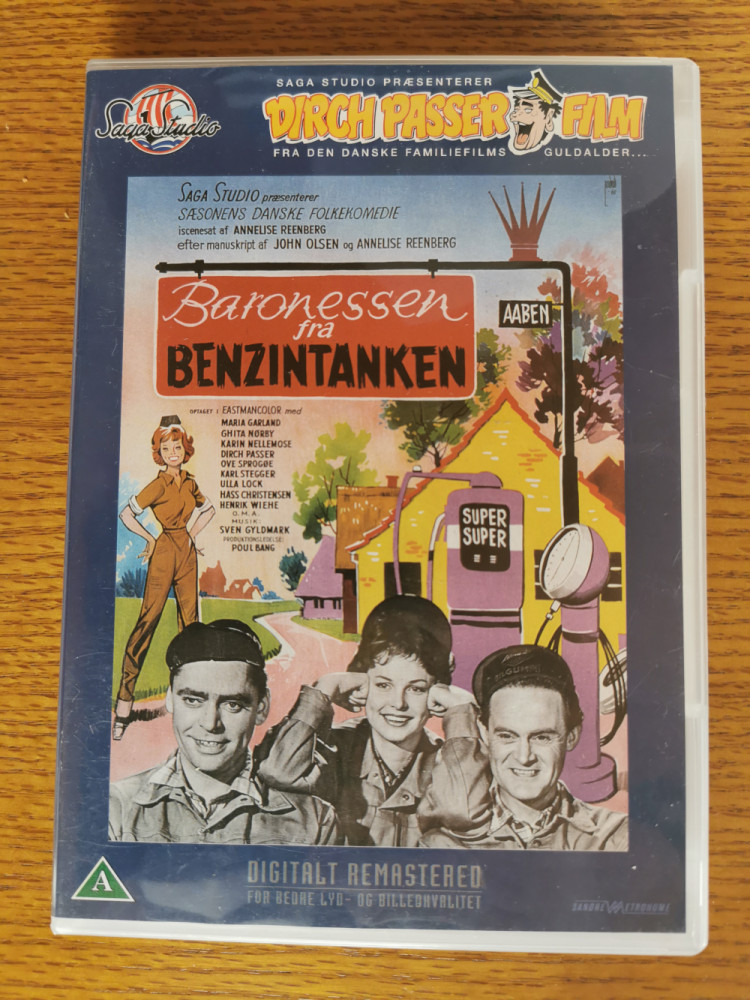 Saga Studio
SAGA STUDIO PRÆSENTERER
DIRCH PASSER FILM
FRA DEN DANSKE FAMILIEFILMS GULDALDER...
SAGA STUDIO præsenterer
SÆSONENS DANSKE FOLKEKOMEDIE
iscenesat af ANNELISE REENBERG
efter manuskript af JOHN OLSEN og ANNELISE REENBERG
Baronessen
fra
BENZINTANKEN
AABEN
OPTAGET I EASTMANCOLOR med
MARIA GARLAND
GHITA NØRBY
KARIN NELLEMOSE
DIRCH PASSER
OVE SPROGØE
KARL STEGGER
ULLA LOCK
HASS CHRISTENSEN
HENRIK WIEHE
O.M.A.
MUSIK:
SVEN GYLDMARK
PRODUKTIONSLEDELSE:
POUL BANG
SUPER
SUPER
DIGITALT REMASTERED
FOR BEDRE LYD- OG BILLEDKVALITET
A
SANDREW METRONOME